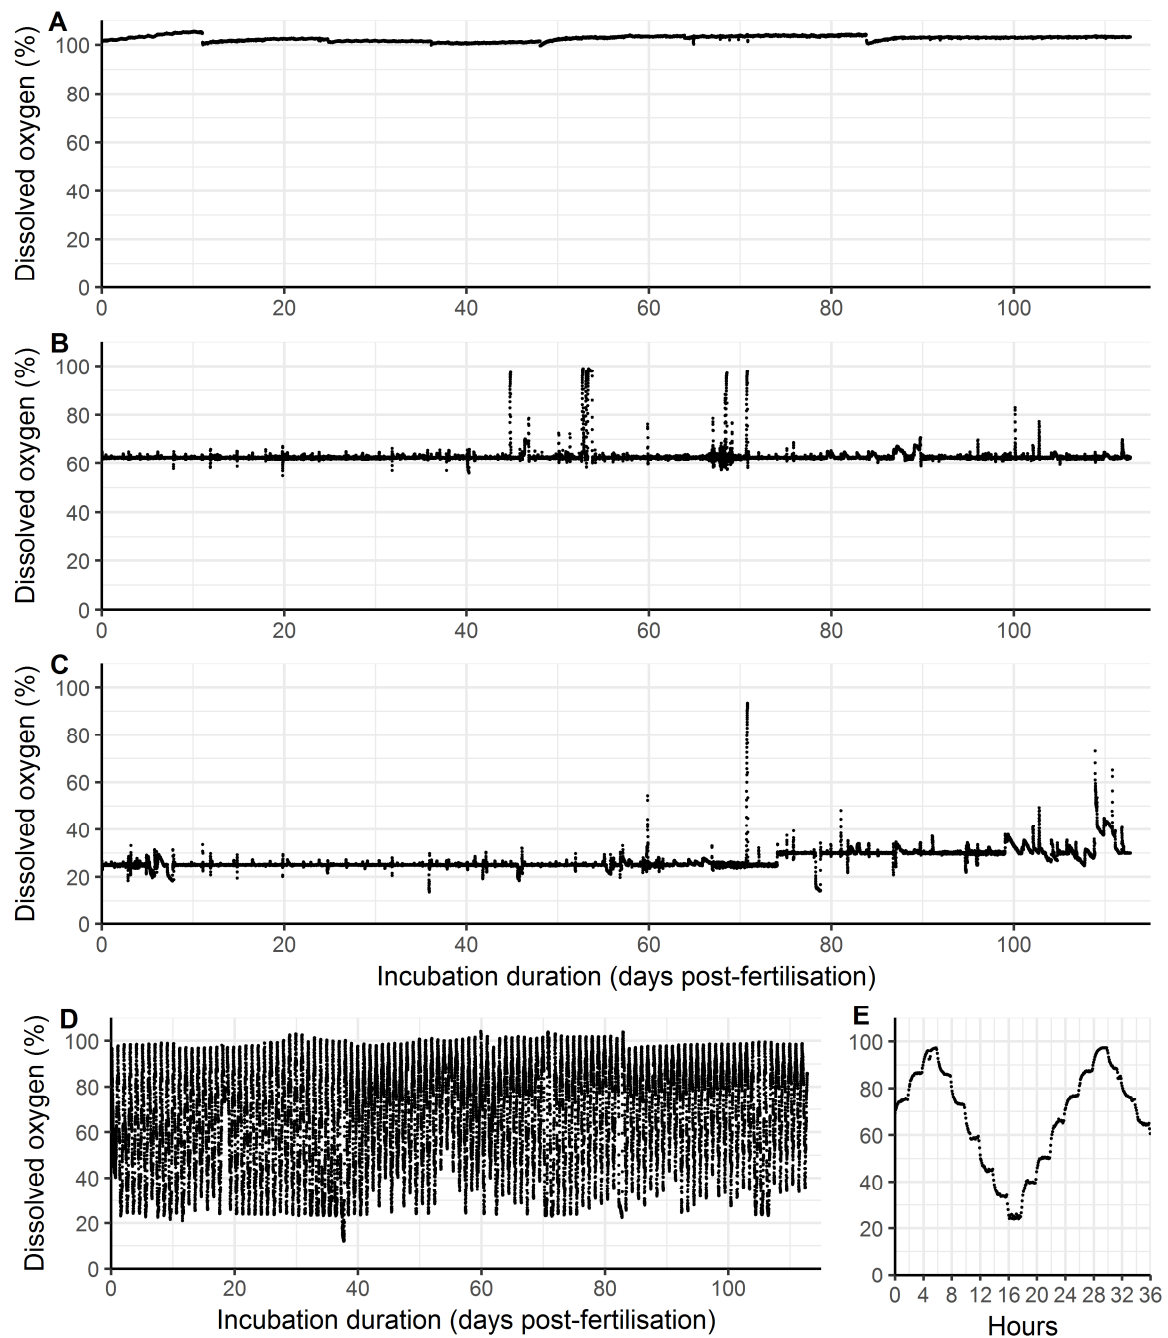 A
Dissolved oxygen (%)
100
80
60
40
20
0
0 20 40 60 80 100
B
Dissolved oxygen (%)
100
80
60
40
20
0
0 20 40 60 80 100
C
Dissolved oxygen (%)
100
80
60
40
20
0
0 20 40 60 80 100
Incubation duration (days post-fertilisation)
D
Dissolved oxygen (%)
100
80
60
40
20
0
0 20 40 60 80 100
Incubation duration (days post-fertilisation)
E
100
80
60
40
20
0
0 4 8 12 16 20 24 28 32 36
Hours